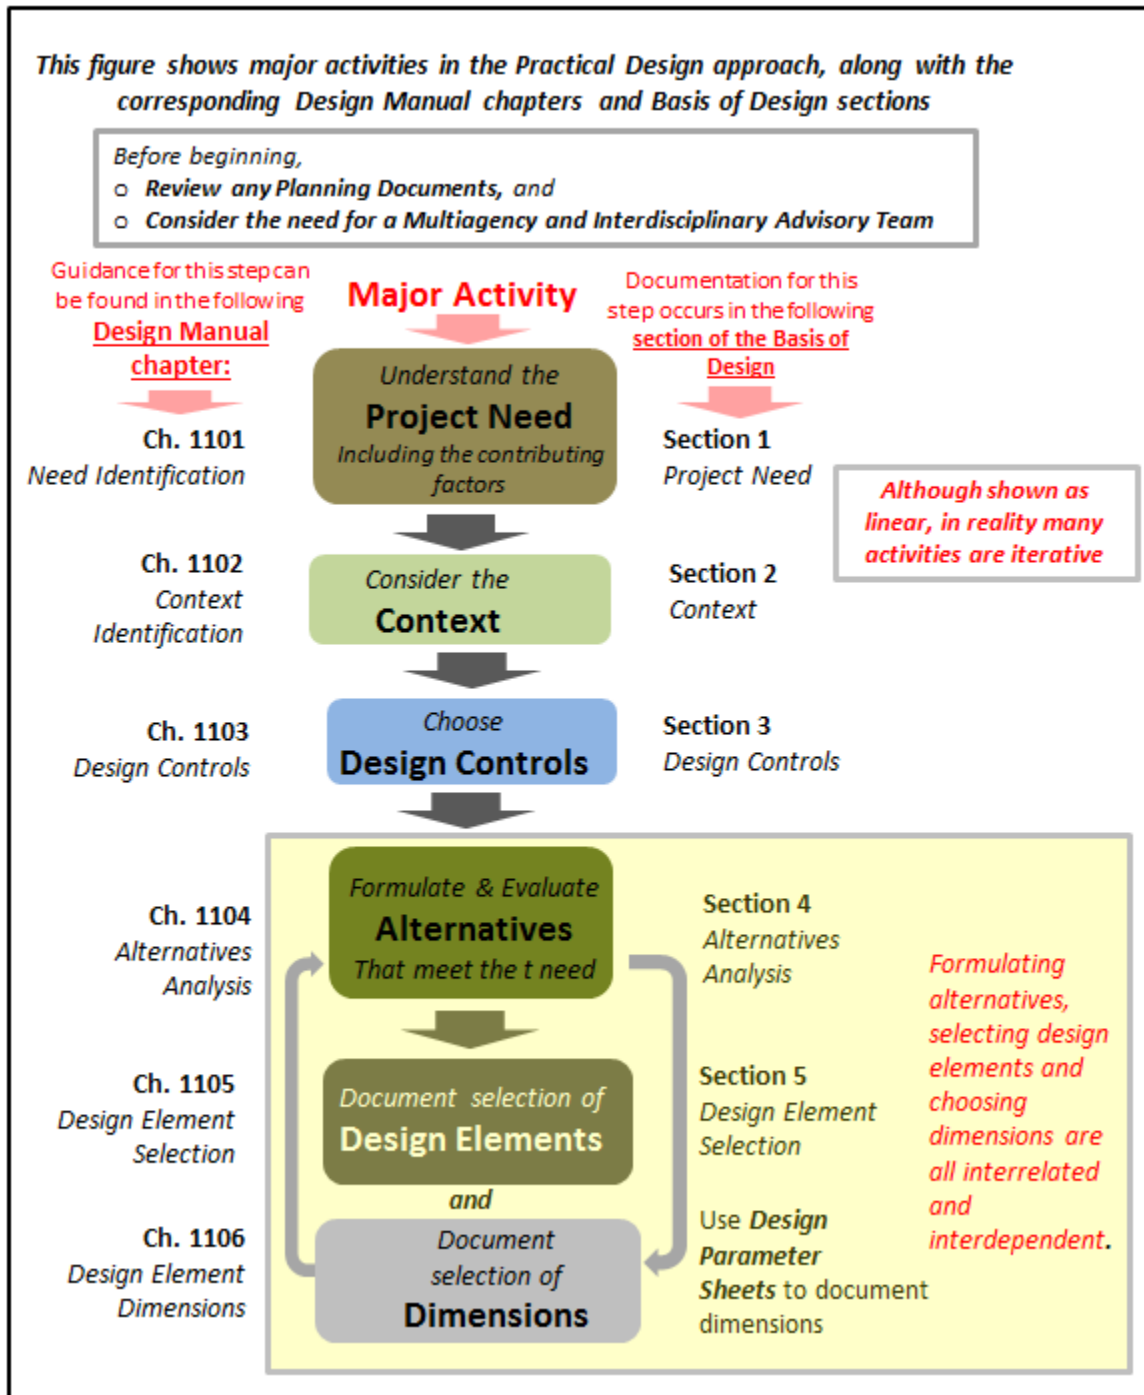 This figure shows major activities in the Practical Design approach, along with the
corresponding Design Manual chapters and Basis of Design sections
Before beginning,
o Review any Planning Documents, and
o Consider the need for a Multiagency and Interdisciplinary Advisory Team
Guidance for this step can
be found in the following
Design Manual
chapter:
Major Activity
Documentation for this
step occurs in the following
section of the Basis of
Design
Ch. 1101
Need Identification
Understand the
Project Need
Including the contributing
factors
Section 1
Project Need
Although shown as
linear, in reality many
activities are iterative
Ch. 1102
Context
Identification
Consider the
Context
Section 2
Context
Ch. 1103
Design Controls
Choose
Design Controls
Section 3
Design Controls
Ch. 1104
Alternatives
Analysis
Formulate & Evaluate
Alternatives
That meet the t need
Section 4
Alternatives
Analysis
Formulating
alternatives,
selecting design
elements and
choosing
dimensions are
all interrelated
and
interdependent.
Ch. 1105
Design Element
Selection
Document selection of
Design Elements
Section 5
Design Element
Selection
and
Ch. 1106
Design Element
Dimensions
Document
selection of
Dimensions
Use Design
Parameter
Sheets to document
dimensions